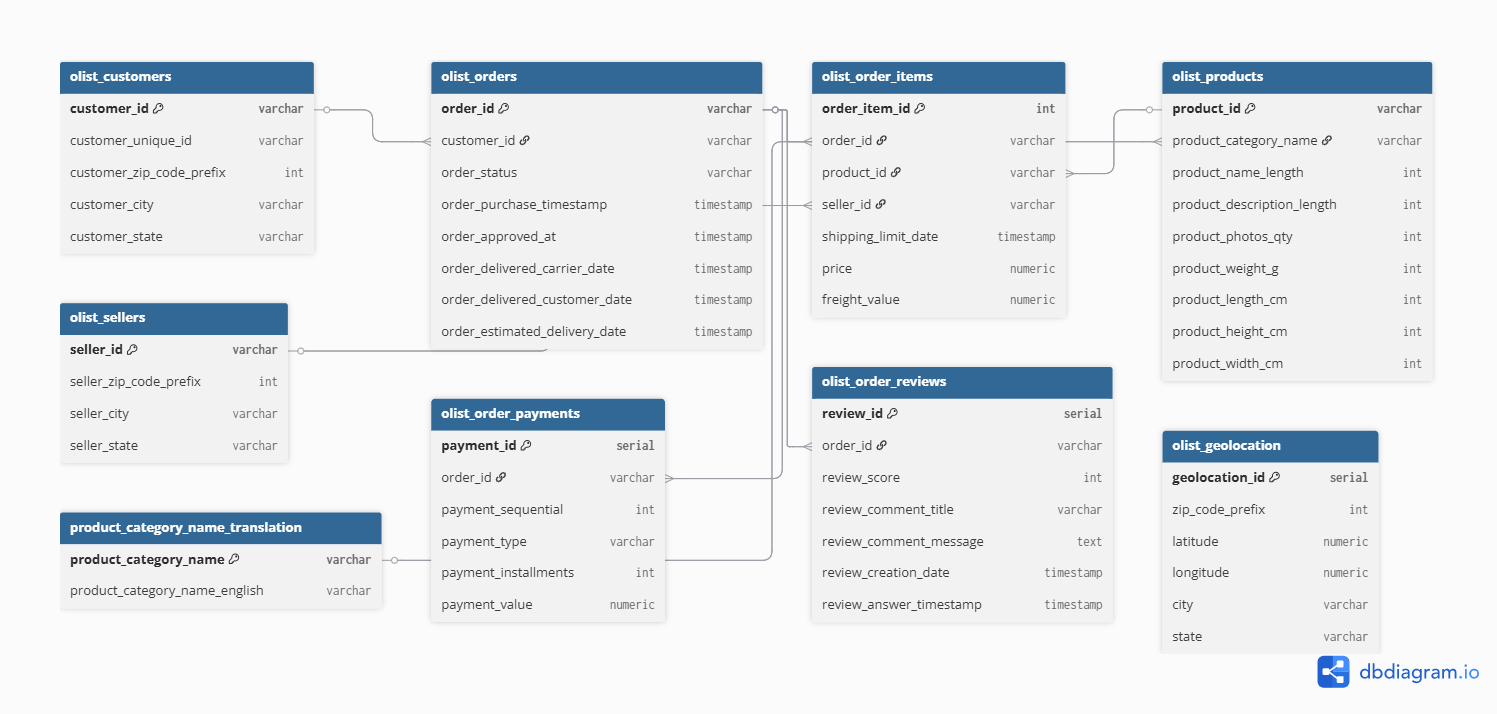 olist_customers
customer_id varchar
customer_unique_id varchar
customer_zip_code_prefix int
customer_city varchar
customer_state varchar
olist_orders
order_id varchar
customer_id varchar
order_status varchar
order_purchase_timestamp timestamp
order_approved_at timestamp
order_delivered_carrier_date timestamp
order_delivered_customer_date timestamp
order_estimated_delivery_date timestamp
olist_order_items
order_item_id int
order_id varchar
product_id varchar
seller_id varchar
shipping_limit_date timestamp
price numeric
freight_value numeric
olist_products
product_id varchar
product_category_name varchar
product_name_length int
product_description_length int
product_photos_qty int
product_weight_g int
product_length_cm int
product_height_cm int
product_width_cm int
olist_sellers
seller_id varchar
seller_zip_code_prefix int
seller_city varchar
seller_state varchar
olist_order_payments
payment_id serial
order_id varchar
payment_sequential int
payment_type varchar
payment_installments int
payment_value numeric
olist_order_reviews
review_id serial
order_id varchar
review_score int
review_comment_title varchar
review_comment_message text
review_creation_date timestamp
review_answer_timestamp timestamp
olist_geolocation
geolocation_id serial
zip_code_prefix int
latitude numeric
longitude numeric
city varchar
state varchar
product_category_name_translation
product_category_name varchar
product_category_name_english varchar
dbdiagram.io